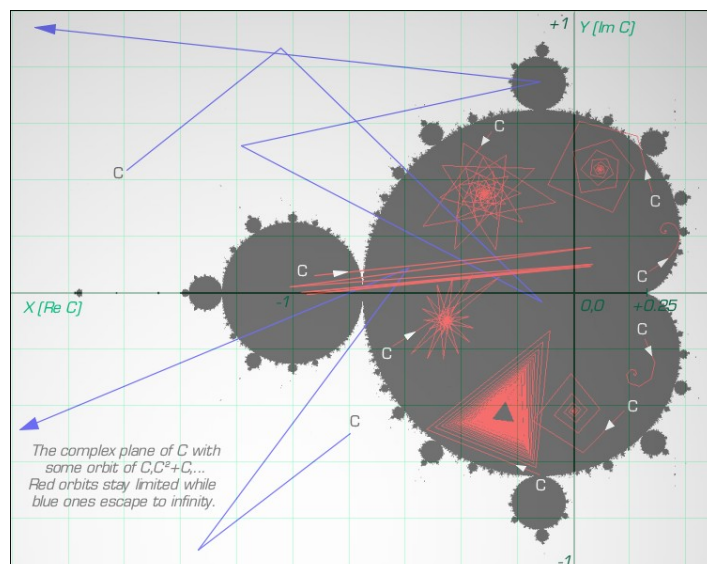 +1
Y [Im C]
C
C
C
C
C
C
X [Re C]
-1
0,0
+0.25
C
C
C
C
The complex plane of C with
some orbit of C,C²+C,...
Red orbits stay limited while
blue ones escape to infinity.
C
-1